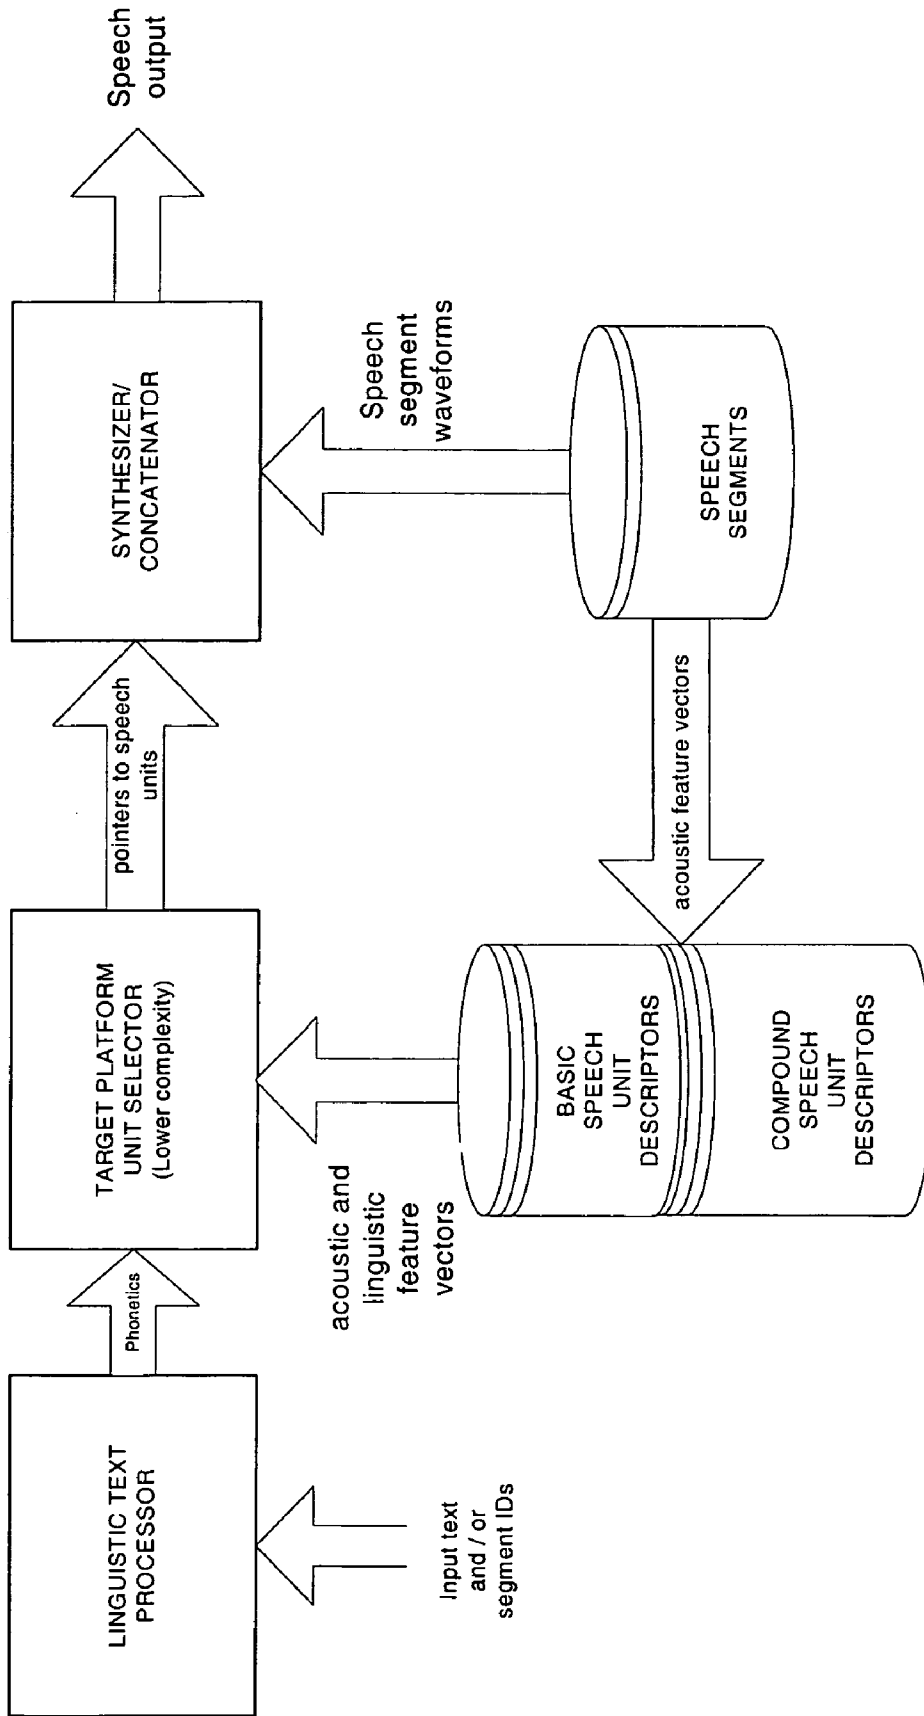 LINGUISTIC TEXT
PROCESSOR
Input text
and / or
segment IDs
Phonetics
TARGET PLATFORM
UNIT SELECTOR
(Lower complexity)
acoustic and
linguistic
feature
vectors
BASIC
SPEECH
UNIT
DESCRIPTORS
COMPOUND
SPEECH
UNIT
DESCRIPTORS
pointers to speech
units
acoustic feature vectors
SYNTHESIZER/
CONCATENATOR
Speech
segment
waveforms
SPEECH
SEGMENTS
Speech
output